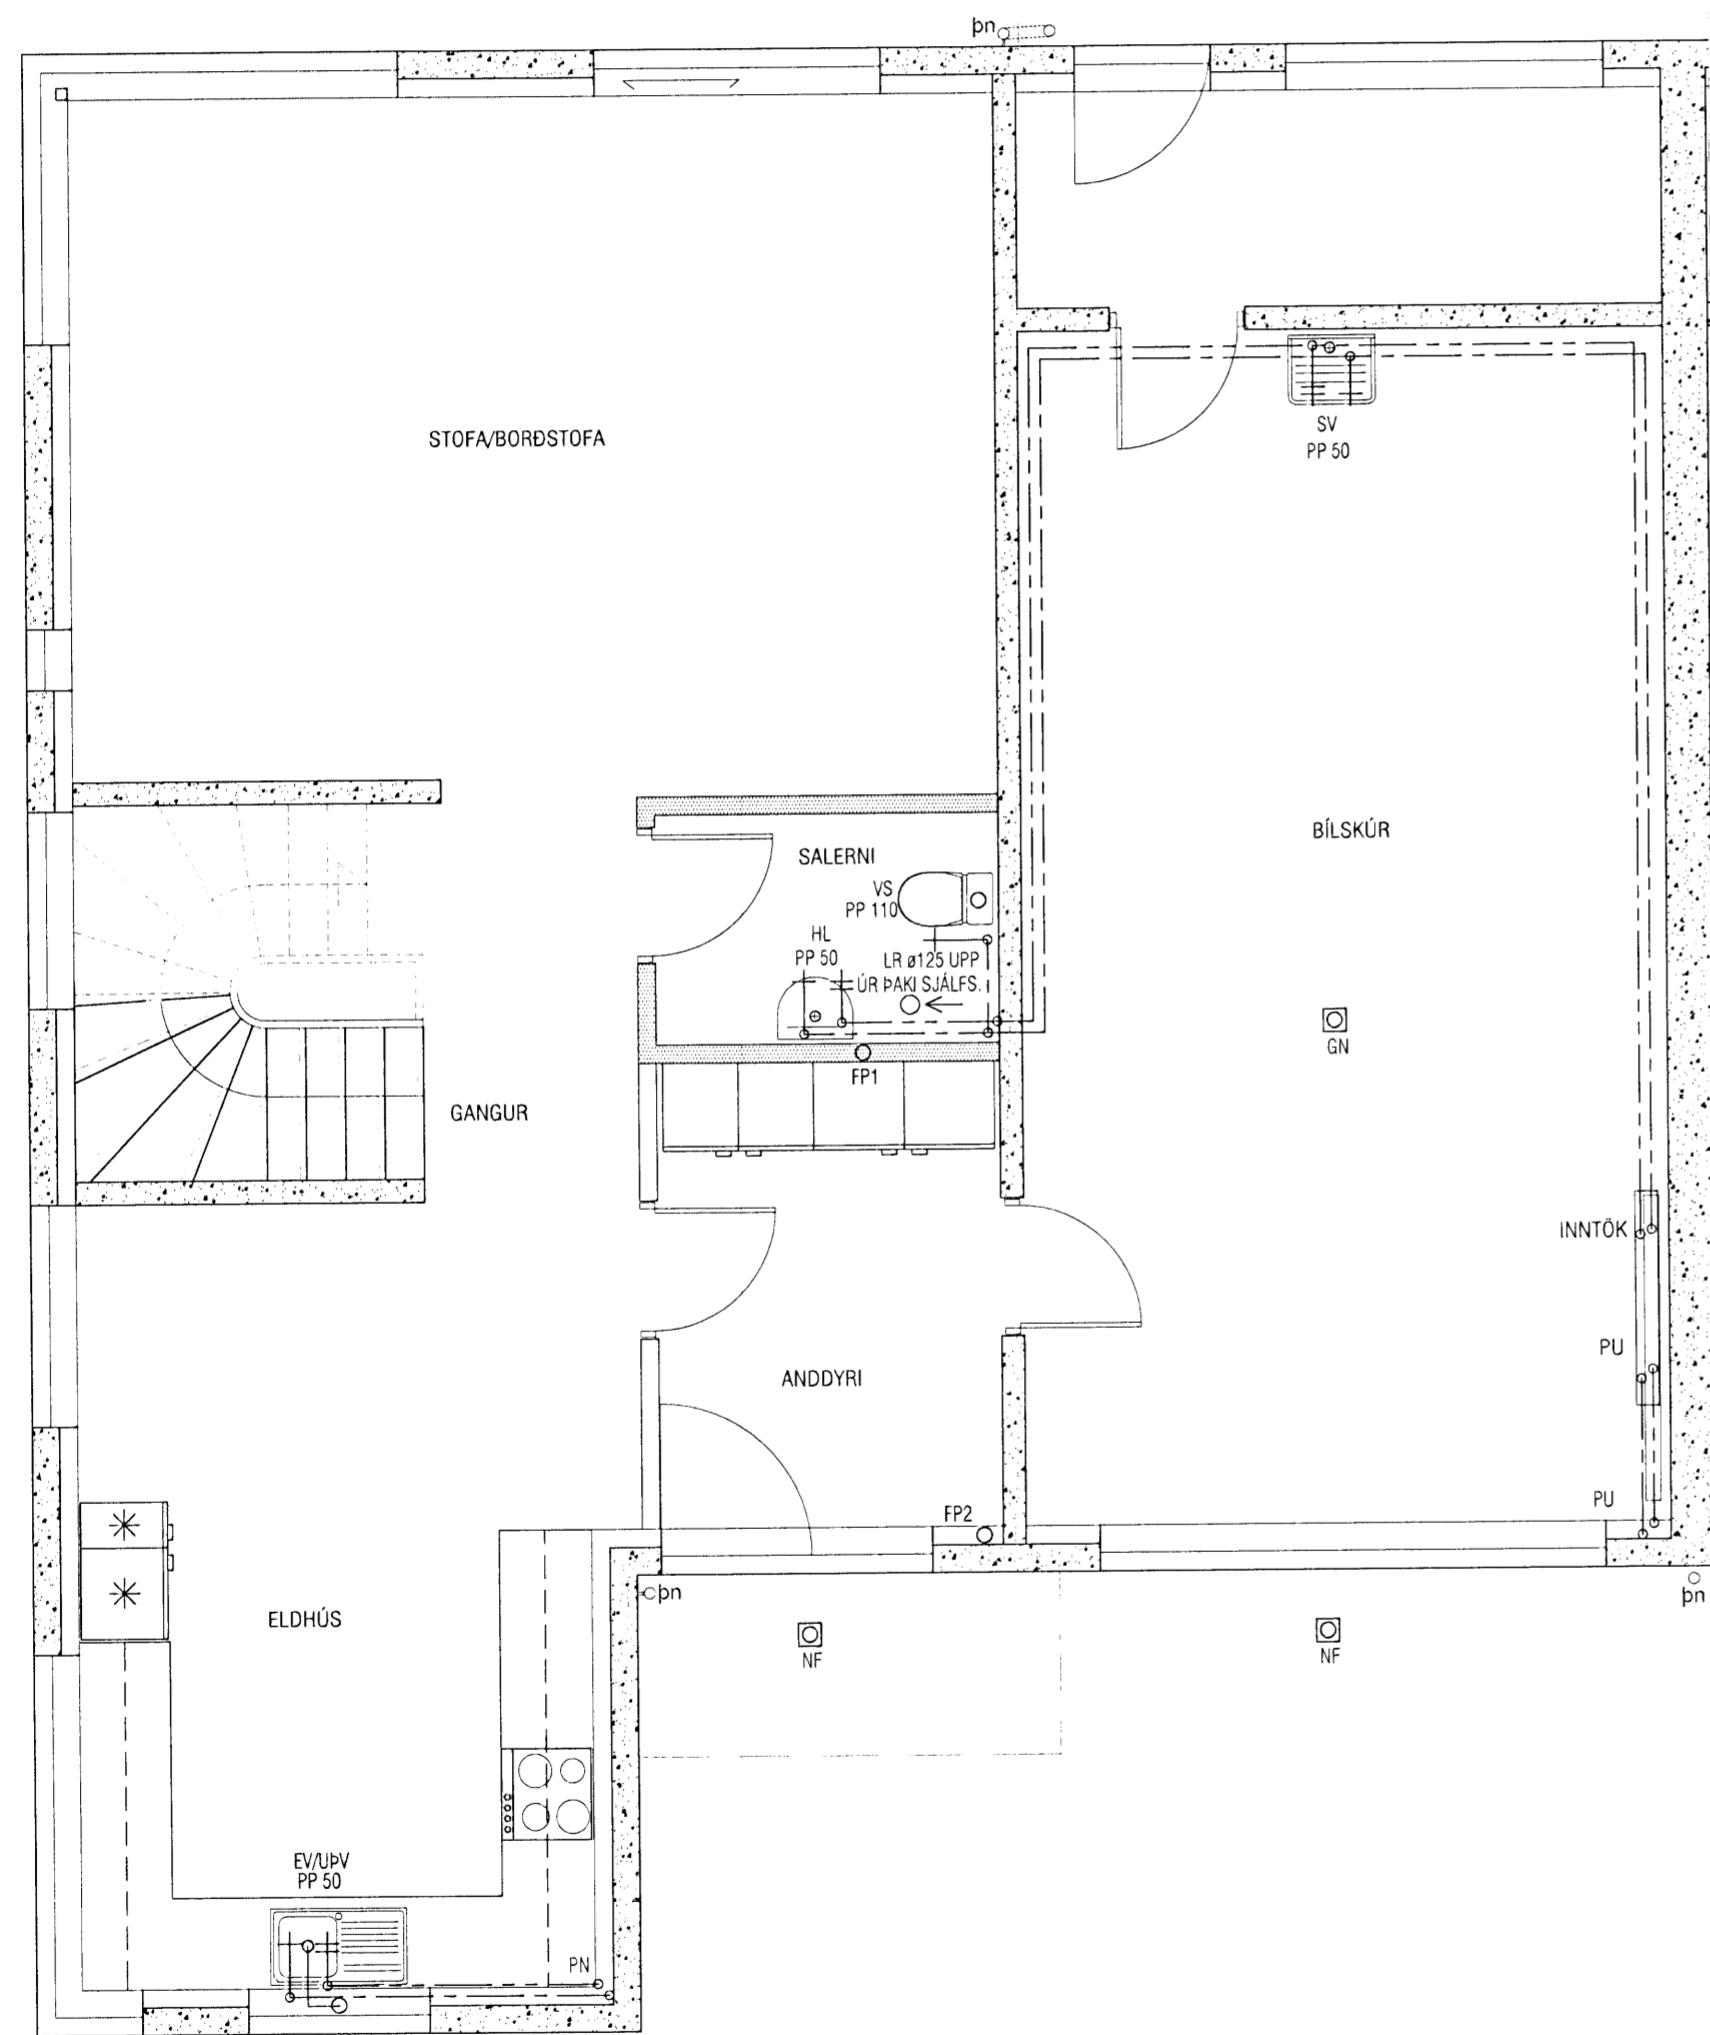 þn
STOFA/BORÐSTOFA
SV
PP 50
BÍLSKÚR
SALERNI
VS
PP 110
HL
PP 50
LR ø125 UPP
ÚR ÞAKI SJÁLFS.
GN
FP1
GANGUR
INNTÖK
PU
ANDDYRI
PU
FP2
þn
þn
ELDHÚS
NF
NF
EV/UÞV
PP 50
PN